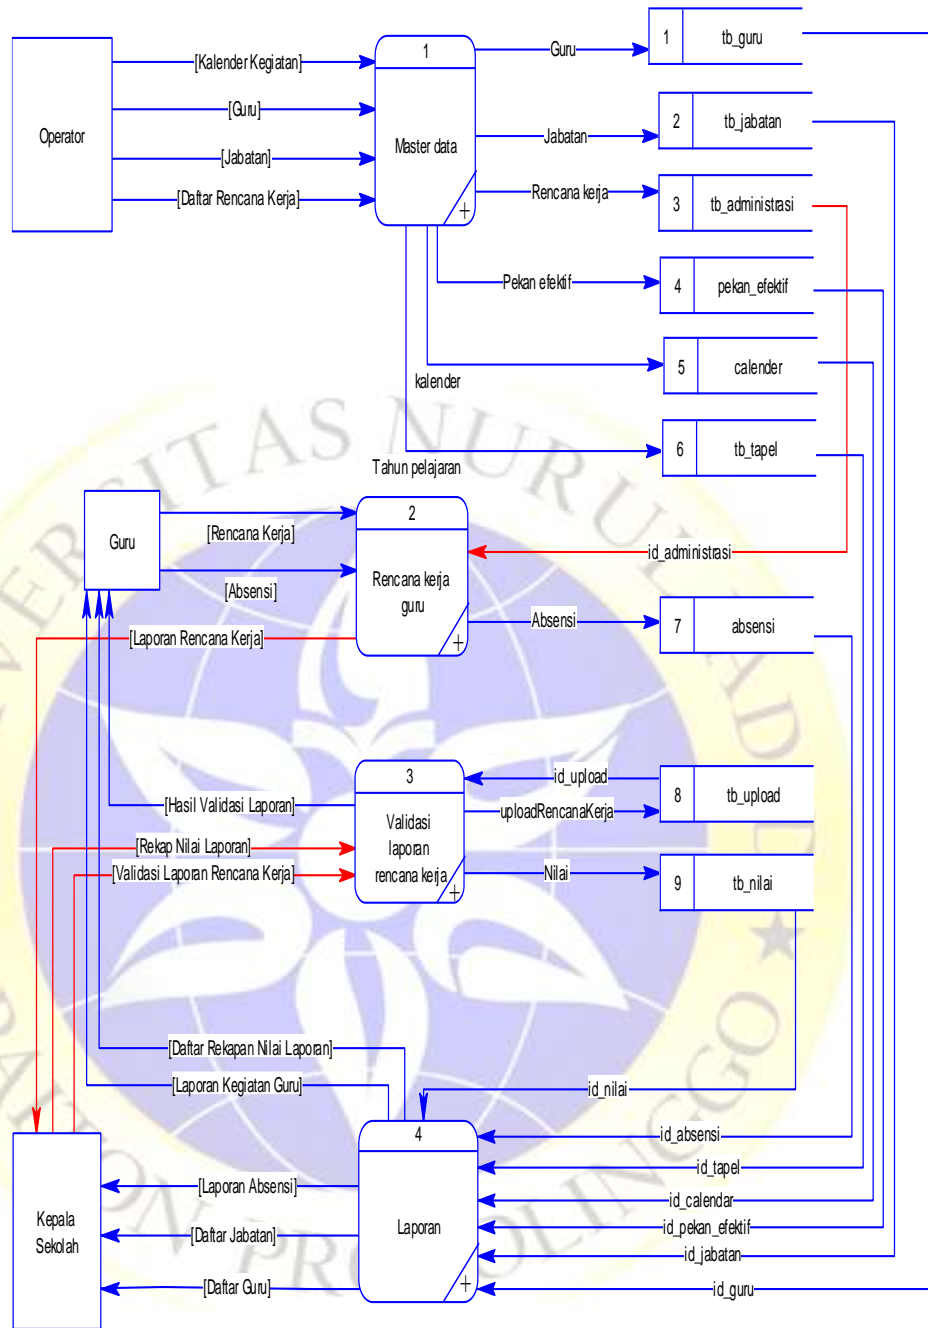 1
tb_guru
[Kalender Kegiatan]
1
Guru
[Guru]
2
tb_jabatan
Operator
Master data
Jabatan
[Jabatan]
[Daftar Rencana Kerja]
Rencana kerja
3
tb_administrasi
+
Pekan efektif
4
pekan_efektif
5
calender
kalender
6
tb_tapel
Tahun pelajaran
2
[Rencana Kerja]
Guru
id_administrasi
Rencana kerja
guru
[Absensi]
Absensi
7
absensi
[Laporan Rencana Kerja]
+
3
id_upload
8
tb_upload
[Hasil Validasi Laporan]
uploadRencanaKerja
Validasi
laporan
rencana kerja
[Rekap Nilai Laporan]
[Validasi Laporan Rencana Kerja]
Nilai
9
tb_nilai
+
[Daftar Rekapan Nilai Laporan]
[Laporan Kegiatan Guru]
id_nilai
4
id_absensi
id_tapel
[Laporan Absensi]
id_calendar
Kepala
Sekolah
Laporan
id_pekan_efektif
[Daftar Jabatan]
id_jabatan
+
[Daftar Guru]
id_guru